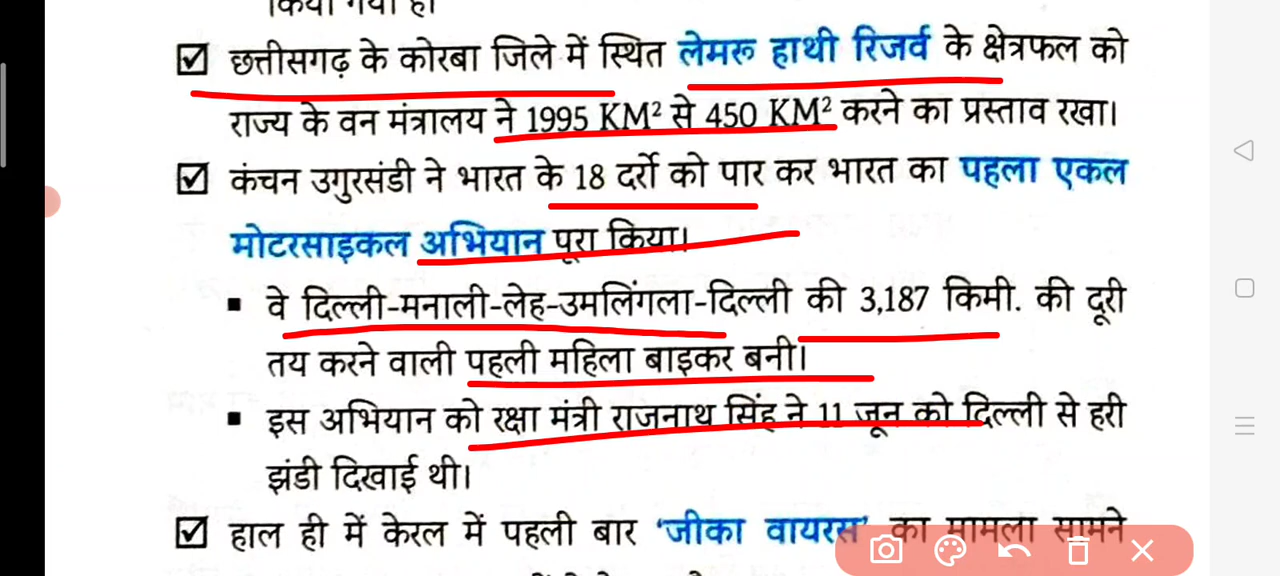 किया गया है।
☑ छत्तीसगढ़ के कोरबा जिले में स्थित लेमरू हाथी रिजर्व के क्षेत्रफल को
राज्य के वन मंत्रालय ने 1995 KM² से 450 KM² करने का प्रस्ताव रखा।
☑ कंचन उगुरसंडी ने भारत के 18 दर्रो को पार कर भारत का पहला एकल
मोटरसाइकल अभियान पूरा किया।
▪ वे दिल्ली-मनाली-लेह-उमलिंगला-दिल्ली की 3,187 किमी. की दूरी
तय करने वाली पहली महिला बाइकर बनी।
▪ इस अभियान को रक्षा मंत्री राजनाथ सिंह ने 11 जून को दिल्ली से हरी
झंडी दिखाई थी।
☑ हाल ही में केरल में पहली बार 'जीका वायरस' का मामला सामने